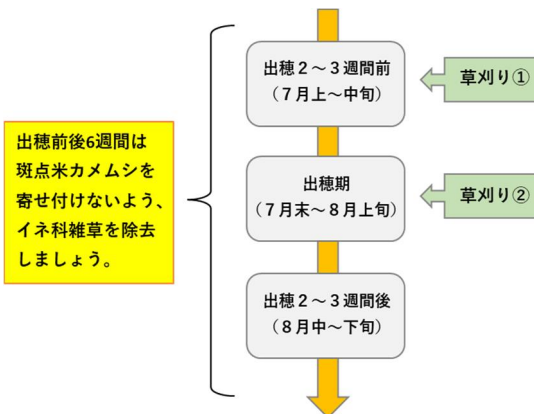 出穂２～３週間前
（７月上～中旬）
草刈り①
出穂前後6週間は
斑点米カメムシを
寄せ付けないよう、
イネ科雑草を除去
しましょう。
出穂期
（７月末～８月上旬）
草刈り②
出穂２～３週間後
（８月中～下旬）